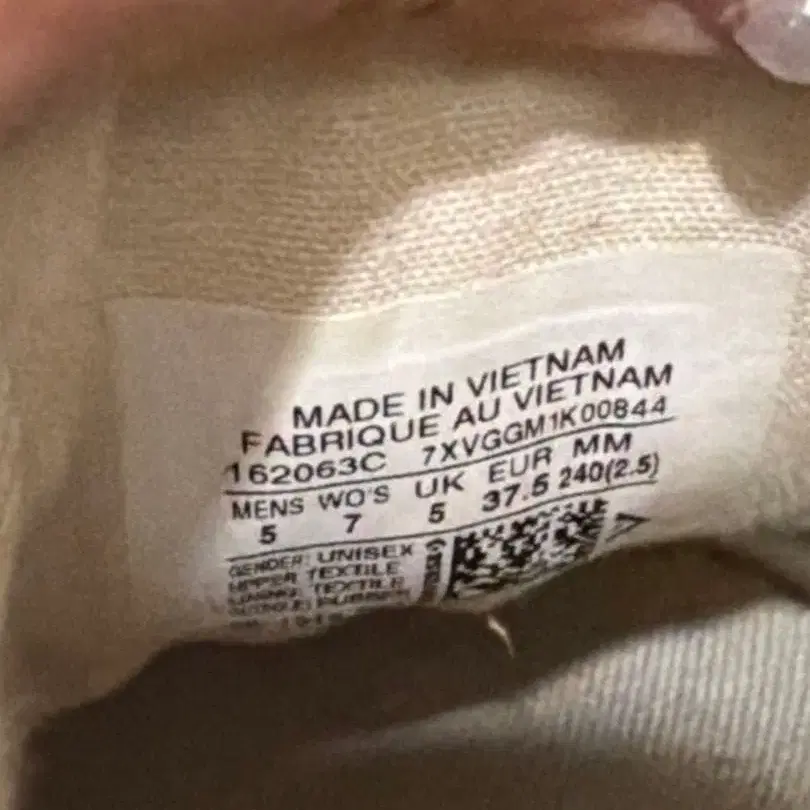 MADE IN VIETNAM
FABRIQUE AU VIETNAM
162063C 7XVGGM1K00844
MENS WO'S UK EUR MM
5 7 5 37.5 240(2.5)
GENDER: UNISEX
UPPER TEXTILE
LINING: TEXTILE